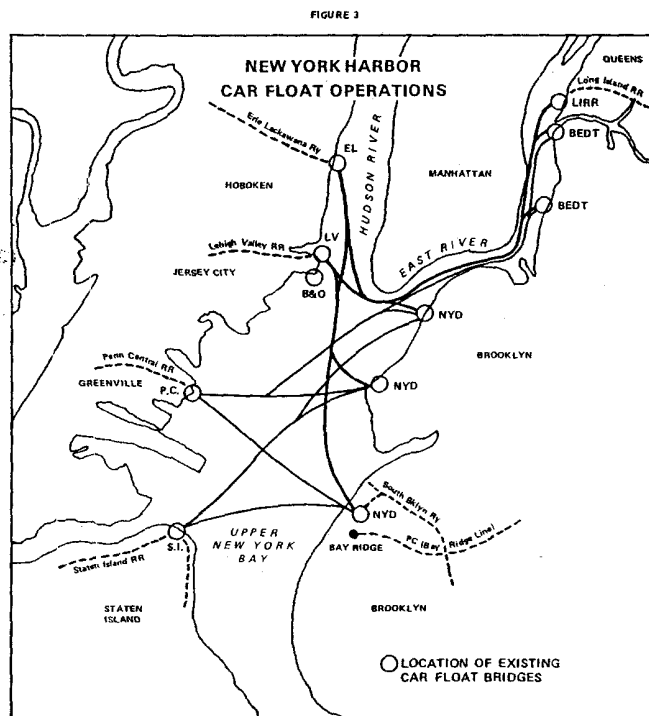 FIGURE 3
NEW YORK HARBOR
CAR FLOAT OPERATIONS
QUEENS
Long Island RR
LIRR
BEDT
Erie Lackawana Ry
EL
HUDSON RIVER
MANHATTAN
HOBOKEN
BEDT
LV
Lehigh Valley RR
EAST RIVER
JERSEY CITY
B&O
NYD
BROOKLYN
Penn Central RR
GREENVILLE
P.C.
NYD
South Bklyn Ry
NYD
PC (Bay Ridge Line)
BAY RIDGE
UPPER
NEW YORK
BAY
S.I.
Staten Island RR
STATEN
ISLAND
BROOKLYN
LOCATION OF EXISTING
CAR FLOAT BRIDGES